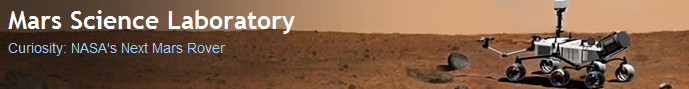 Mars Science Laboratory
Curiosity: NASA's Next Mars Rover